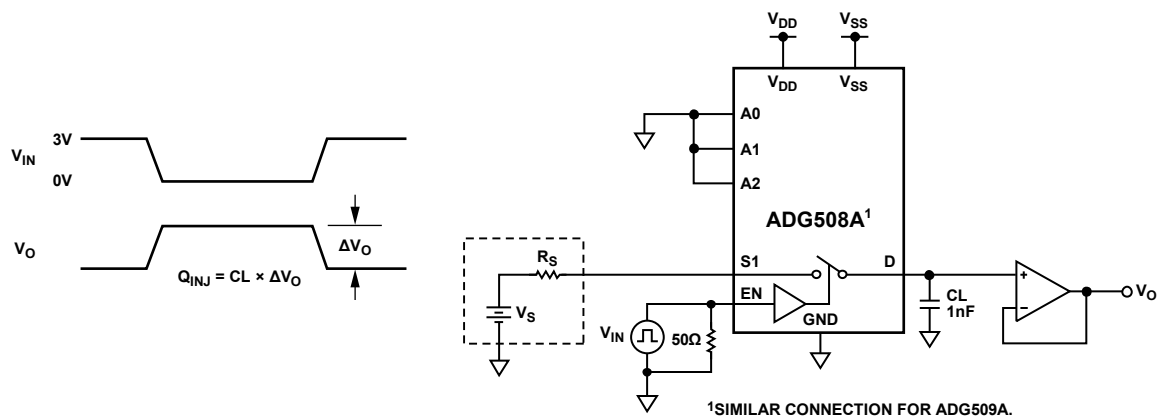 3V
V_IN
0V
V_O
ΔV_O
Q_INJ = CL × ΔV_O
V_DD
V_SS
V_DD
V_SS
A0
A1
A2
ADG508A¹
R_S
V_S
S1
D
EN
GND
V_IN
50Ω
CL
1nF
+
–
V_O
¹SIMILAR CONNECTION FOR ADG509A.